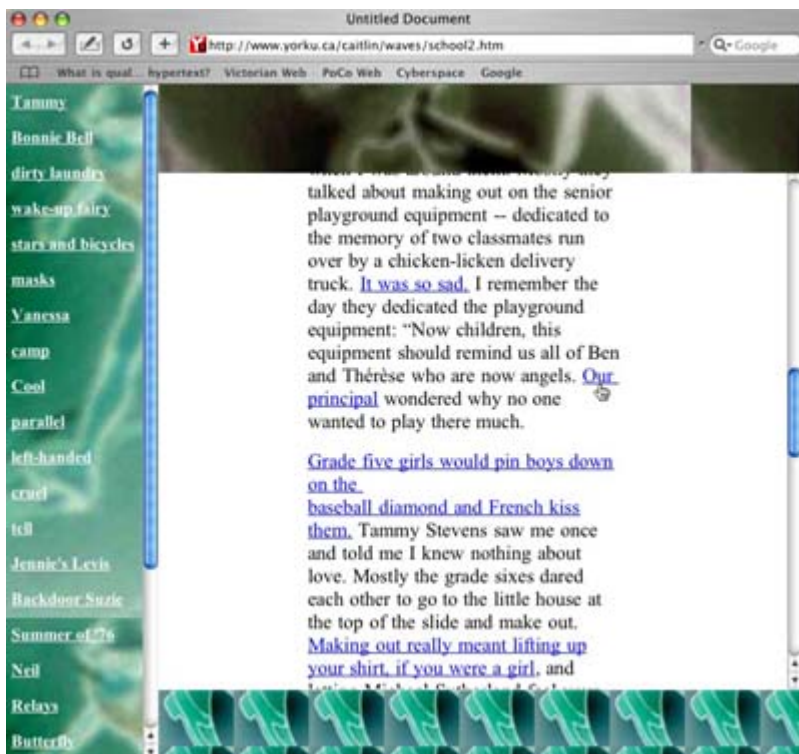 Untitled Document
http://www.yorku.ca/caitlin/waves/school2.htm
Google
What is qual... hypertext? Victorian Web PoCo Web Cyberspace Google
Tammy
Bonnie Bell
dirty laundry
wake-up fairy
stars and bicycles
masks
Vanessa
camp
Cool
parallel
left-handed
cruel
tell
Jennie's Levis
Backdoor Suzie
Summer of '76
Neil
Relays
Butterfly
talked about making out on the senior
playground equipment -- dedicated to
the memory of two classmates run
over by a chicken-licken delivery
truck. It was so sad. I remember the
day they dedicated the playground
equipment: “Now children, this
equipment should remind us all of Ben
and Thérèse who are now angels. Our
principal wondered why no one
wanted to play there much.
Grade five girls would pin boys down
on the
baseball diamond and French kiss
them. Tammy Stevens saw me once
and told me I knew nothing about
love. Mostly the grade sixes dared
each other to go to the little house at
the top of the slide and make out.
Making out really meant lifting up
your shirt, if you were a girl, and